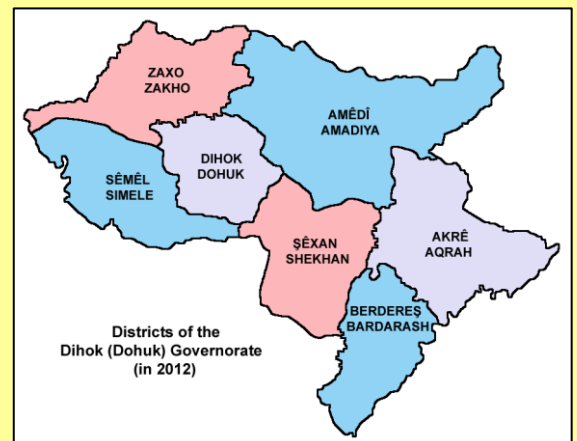 ZAXO
ZAKHO
AMÊDÎ
AMADIYA
DIHOK
DOHUK
SÊMÊL
SIMELE
ŞÊXAN
SHEKHAN
AKRÊ
AQRAH
BERDEREŞ
BARDARASH
Districts of the
Dihok (Dohuk) Governorate
(in 2012)